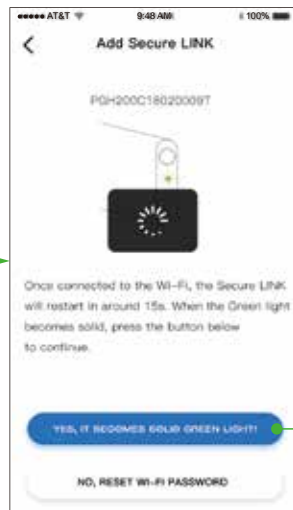 AT&T 9:48 AM 100%
Add Secure LINK
PGH200C18020009T
Once connected to the Wi-Fi, the Secure LINK
will restart in around 15s. When the Green light
becomes solid, press the button below
to continue.
YES, IT BECOMES SOLID GREEN LIGHT!
NO, RESET WI-FI PASSWORD